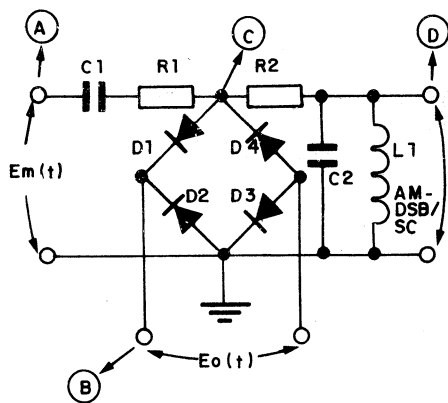 A
C
D
C1
R1
R2
D1
D4
L1
Em(t)
D2
D3
C2
AM-
DSB/
SC
Eo(t)
B